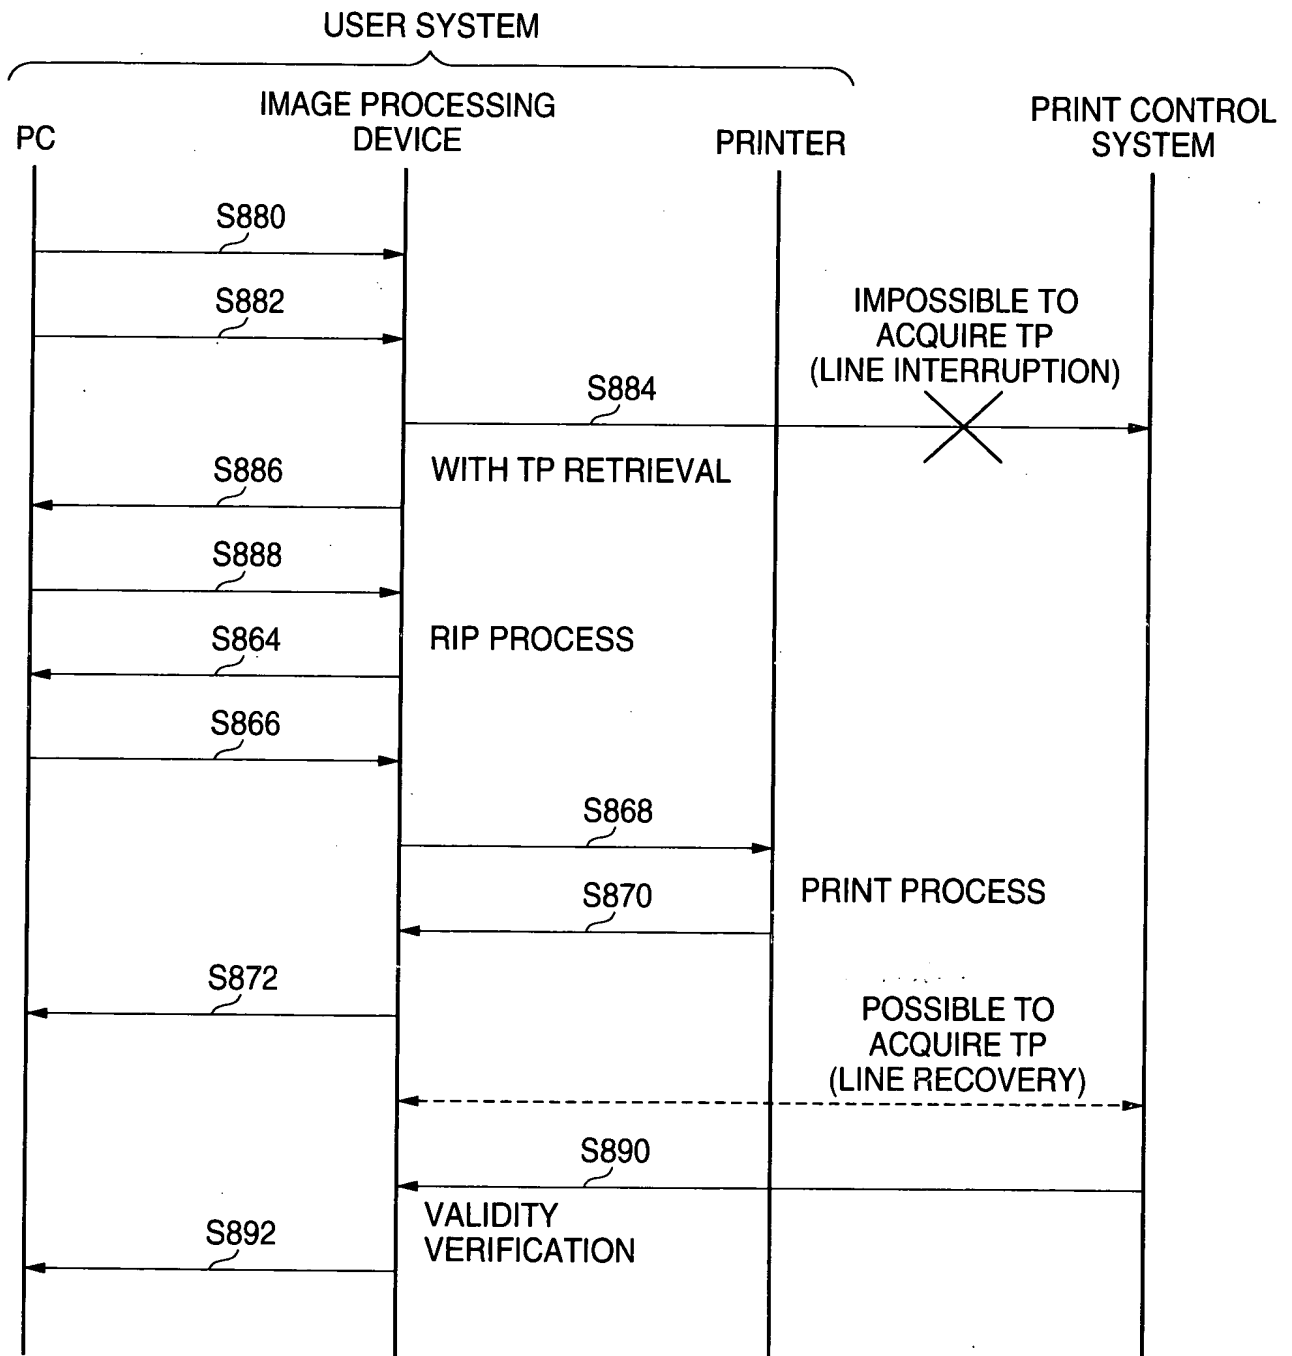 USER SYSTEM
IMAGE PROCESSING
DEVICE
PC
PRINTER
PRINT CONTROL
SYSTEM
S880
S882
IMPOSSIBLE TO
ACQUIRE TP
(LINE INTERRUPTION)
S884
S886
WITH TP RETRIEVAL
S888
S864
RIP PROCESS
S866
S868
S870
PRINT PROCESS
S872
POSSIBLE TO
ACQUIRE TP
(LINE RECOVERY)
S890
VALIDITY
VERIFICATION
S892